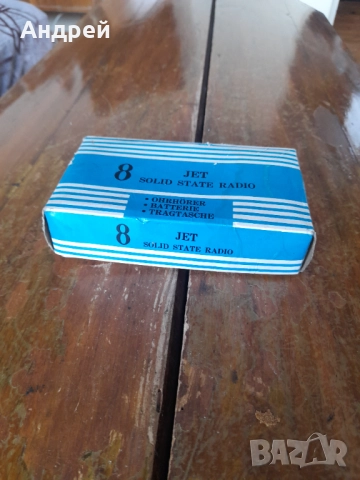 Андрей
8 JET
SOLID STATE RADIO
• OHRHÖRER
• BATTERIE
• TRAGTASCHE
8 JET
SOLID STATE RADIO
BAZAR